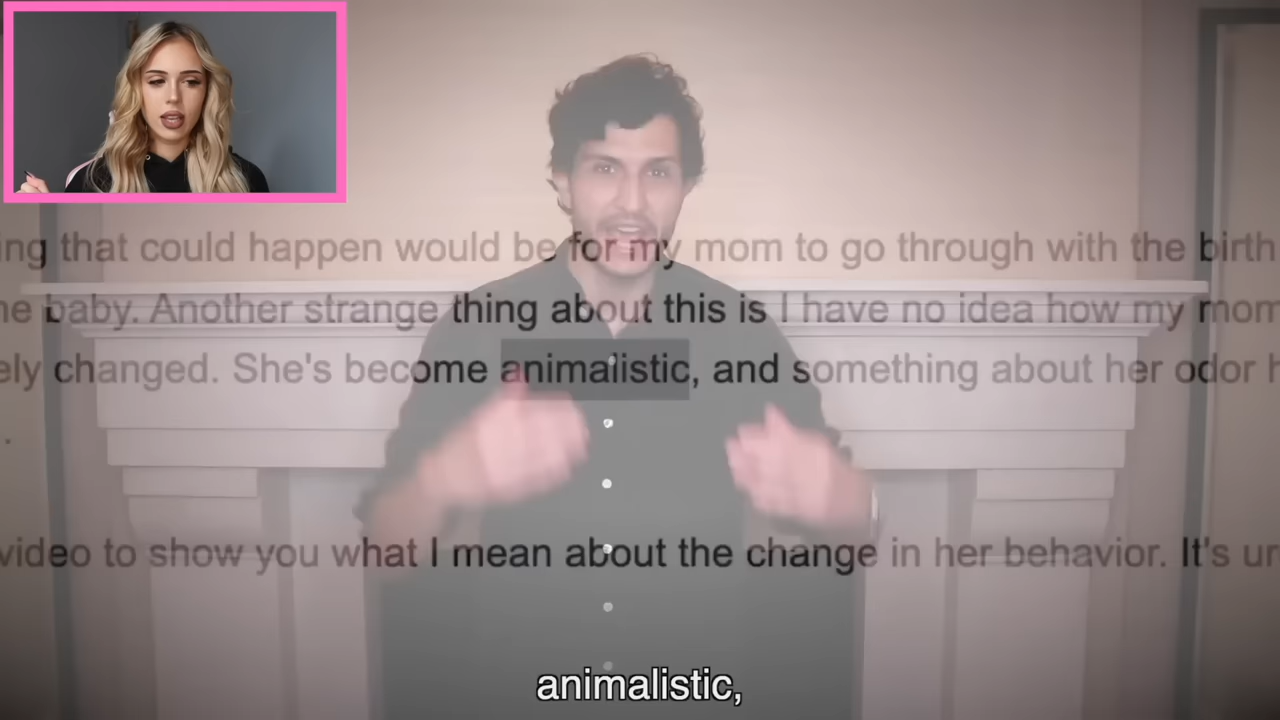 ing that could happen would be for my mom to go through with the birth
baby. Another strange thing about this is I have no idea how my mom
ely changed. She's become animalistic, and something about her odor h
video to show you what I mean about the change in her behavior. It's ur
animalistic,